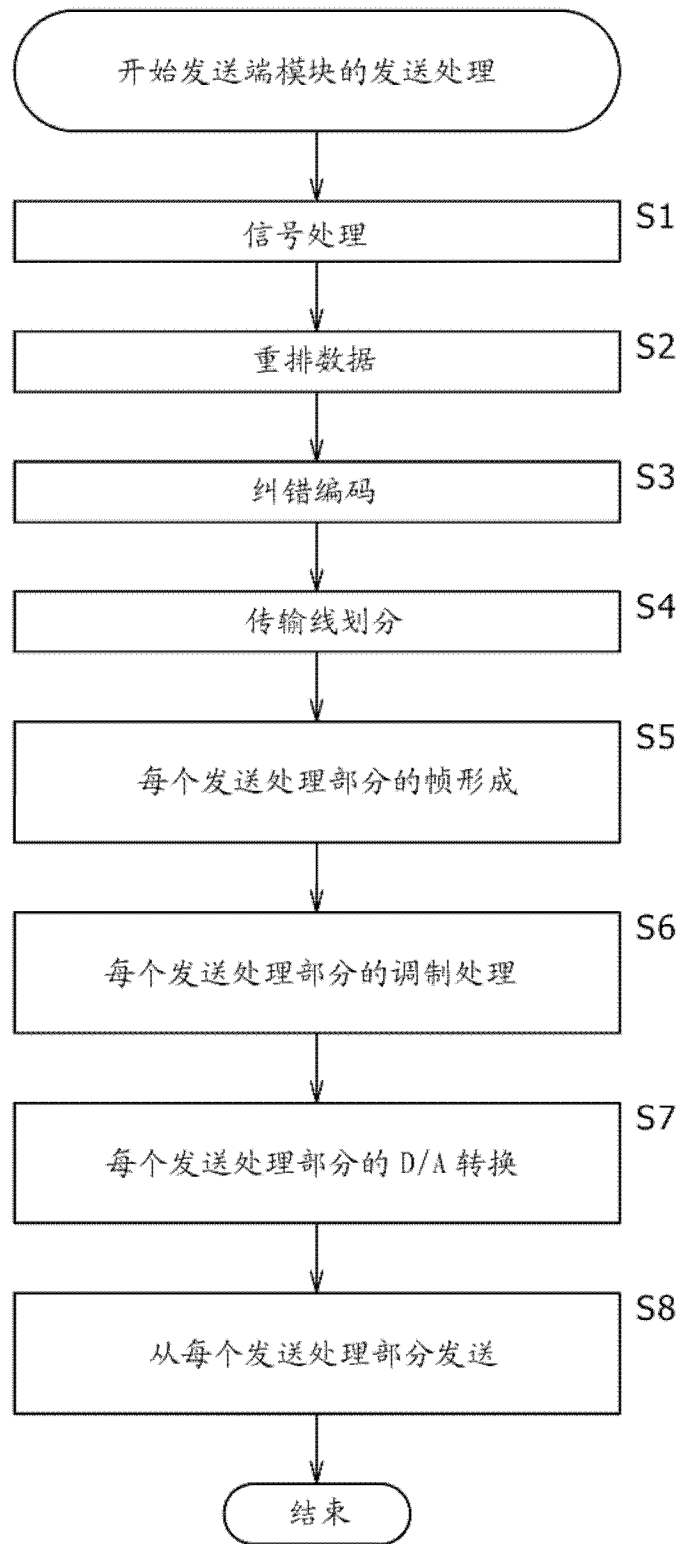 开始发送端模块的发送处理
S1
信号处理
S2
重排数据
S3
纠错编码
S4
传输线划分
S5
每个发送处理部分的帧形成
S6
每个发送处理部分的调制处理
S7
每个发送处理部分的 D/A 转换
S8
从每个发送处理部分发送
结束